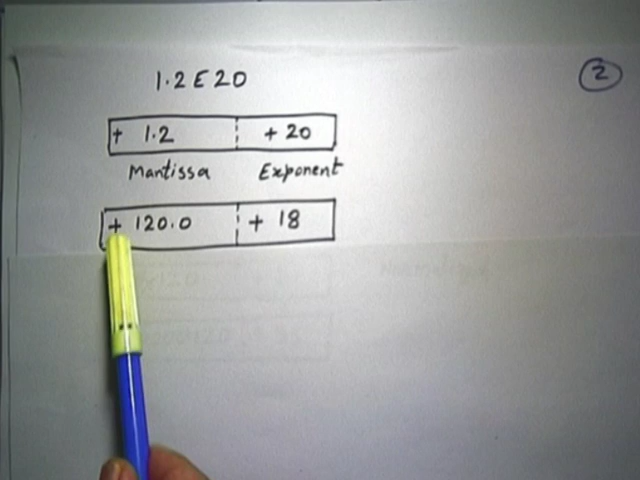 1.2E20
2
+ 1.2 + 20
Mantissa Exponent
+ 120.0 + 18